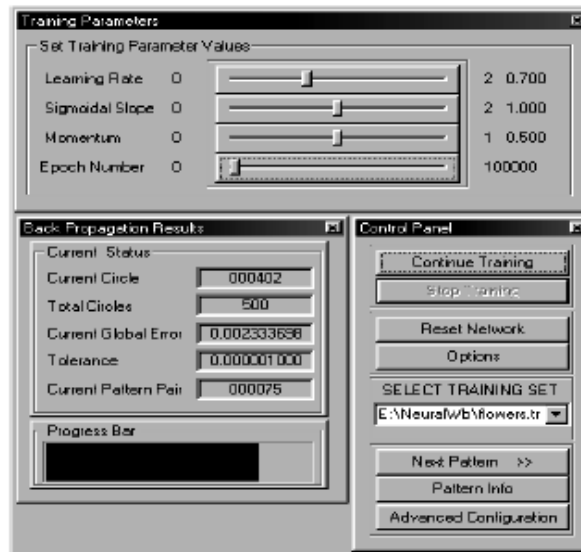 Training Parameters
Set Training Parameter Values
Learning Rate 0 2 0.700
Sigmoidal Slope 0 2 1.000
Momentum 0 1 0.500
Epoch Number 0 100000
Back Propagation Results
Current Status
Current Circle 000402
Total Circles 500
Current Global Error 0.002333698
Tolerance 0.000001000
Current Pattern Pair 000075
Progress Bar
Control Panel
Continue Training
Stop Training
Reset Network
Options
SELECT TRAINING SET
E:\NeuralWb\flowers.tr
Next Pattern >>
Pattern Info
Advanced Configuration